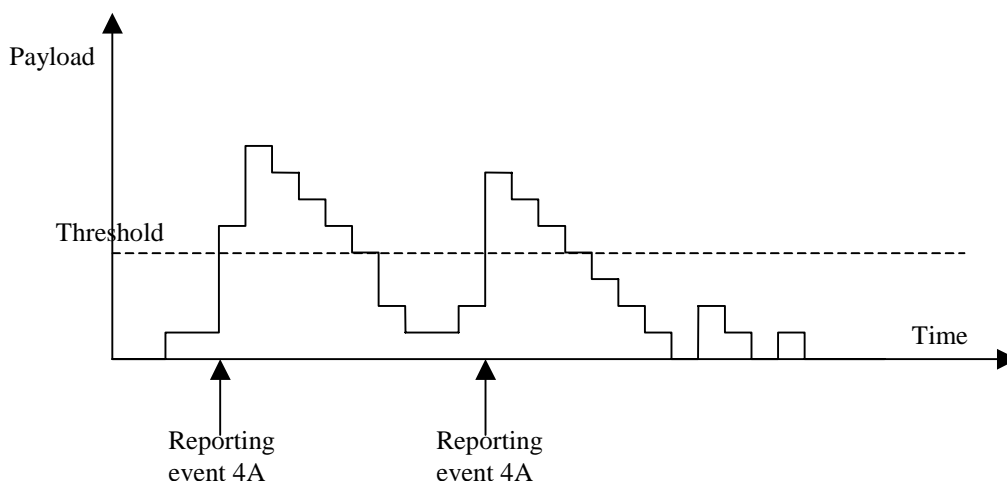 Payload
Threshold
Time
Reporting
event 4A
Reporting
event 4A